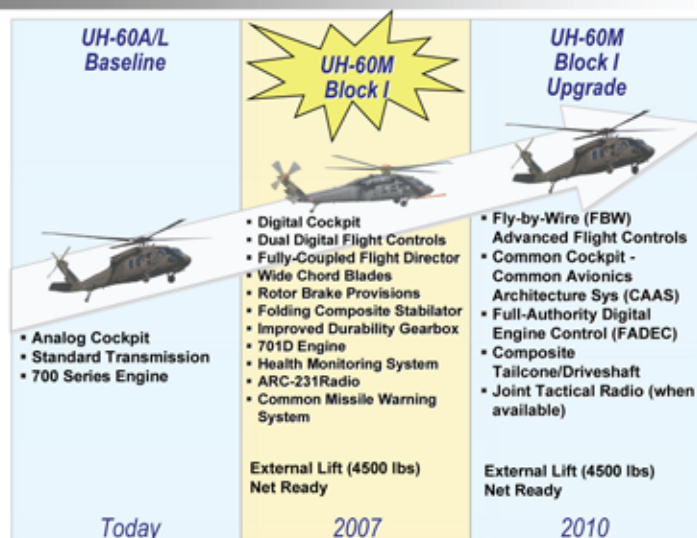 UH-60A/L
Baseline
▪ Analog Cockpit
▪ Standard Transmission
▪ 700 Series Engine
Today
UH-60M
Block I
▪ Digital Cockpit
▪ Dual Digital Flight Controls
▪ Fully-Coupled Flight Director
▪ Wide Chord Blades
▪ Rotor Brake Provisions
▪ Folding Composite Stabilator
▪ Improved Durability Gearbox
▪ 701D Engine
▪ Health Monitoring System
▪ ARC-231Radio
▪ Common Missile Warning
System
External Lift (4500 lbs)
Net Ready
2007
UH-60M
Block I
Upgrade
▪ Fly-by-Wire (FBW)
Advanced Flight Controls
▪ Common Cockpit -
Common Avionics
Architecture Sys (CAAS)
▪ Full-Authority Digital
Engine Control (FADEC)
▪ Composite
Tailcone/Driveshaft
▪ Joint Tactical Radio (when
available)
External Lift (4500 lbs)
Net Ready
2010